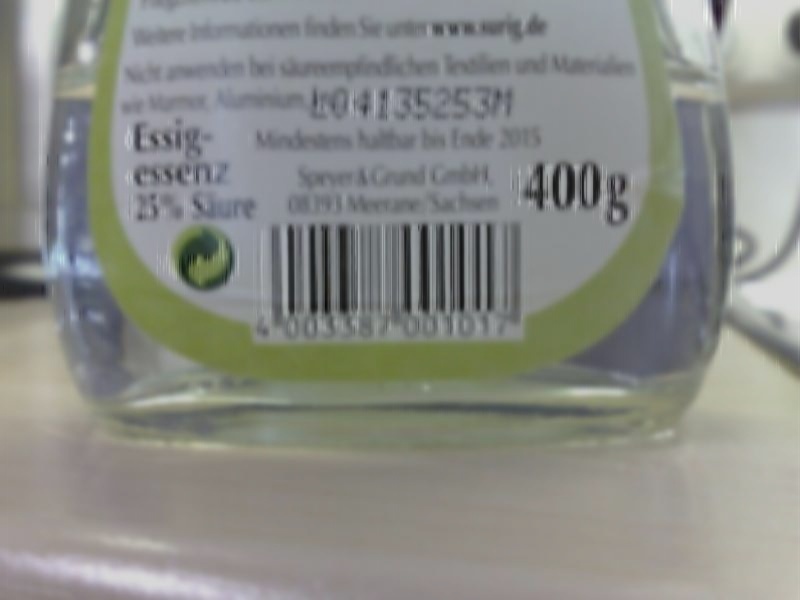 Weitere Informationen finden Sie unter www.surig.de
Nicht anwenden bei säureempfindlichen Textilien und Materialien
wie Marmor, Aluminium, L04135253M
Essig-
essenz
25% Säure
Mindestens haltbar bis Ende 2015
Speyer & Grund GmbH,
08393 Meerane/Sachsen
400g
4 003387 001017